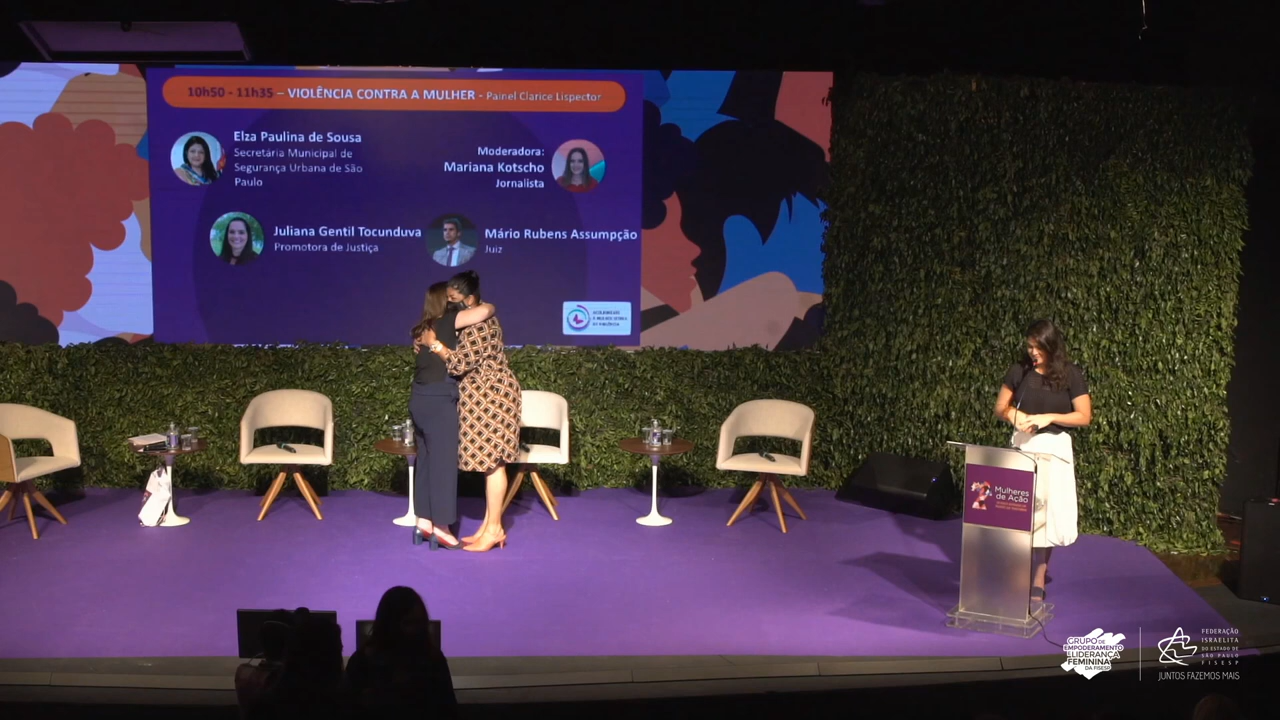 10h50 - 11h35 – VIOLÊNCIA CONTRA A MULHER - Painel Clarice Lispector
Elza Paulina de Sousa
Secretária Municipal de
Segurança Urbana de São
Paulo
Moderadora:
Mariana Kotscho
Jornalista
Juliana Gentil Tocunduva
Promotora de Justiça
Mário Rubens Assumpção
Juiz
Mulheres
de Ação
GRUPO DE
EMPODERAMENTO
E LIDERANÇA
FEMININA
DA FISESP
FEDERAÇÃO
ISRAELITA
DO ESTADO DE
SÃO PAULO
FISESP
JUNTOS FAZEMOS MAIS